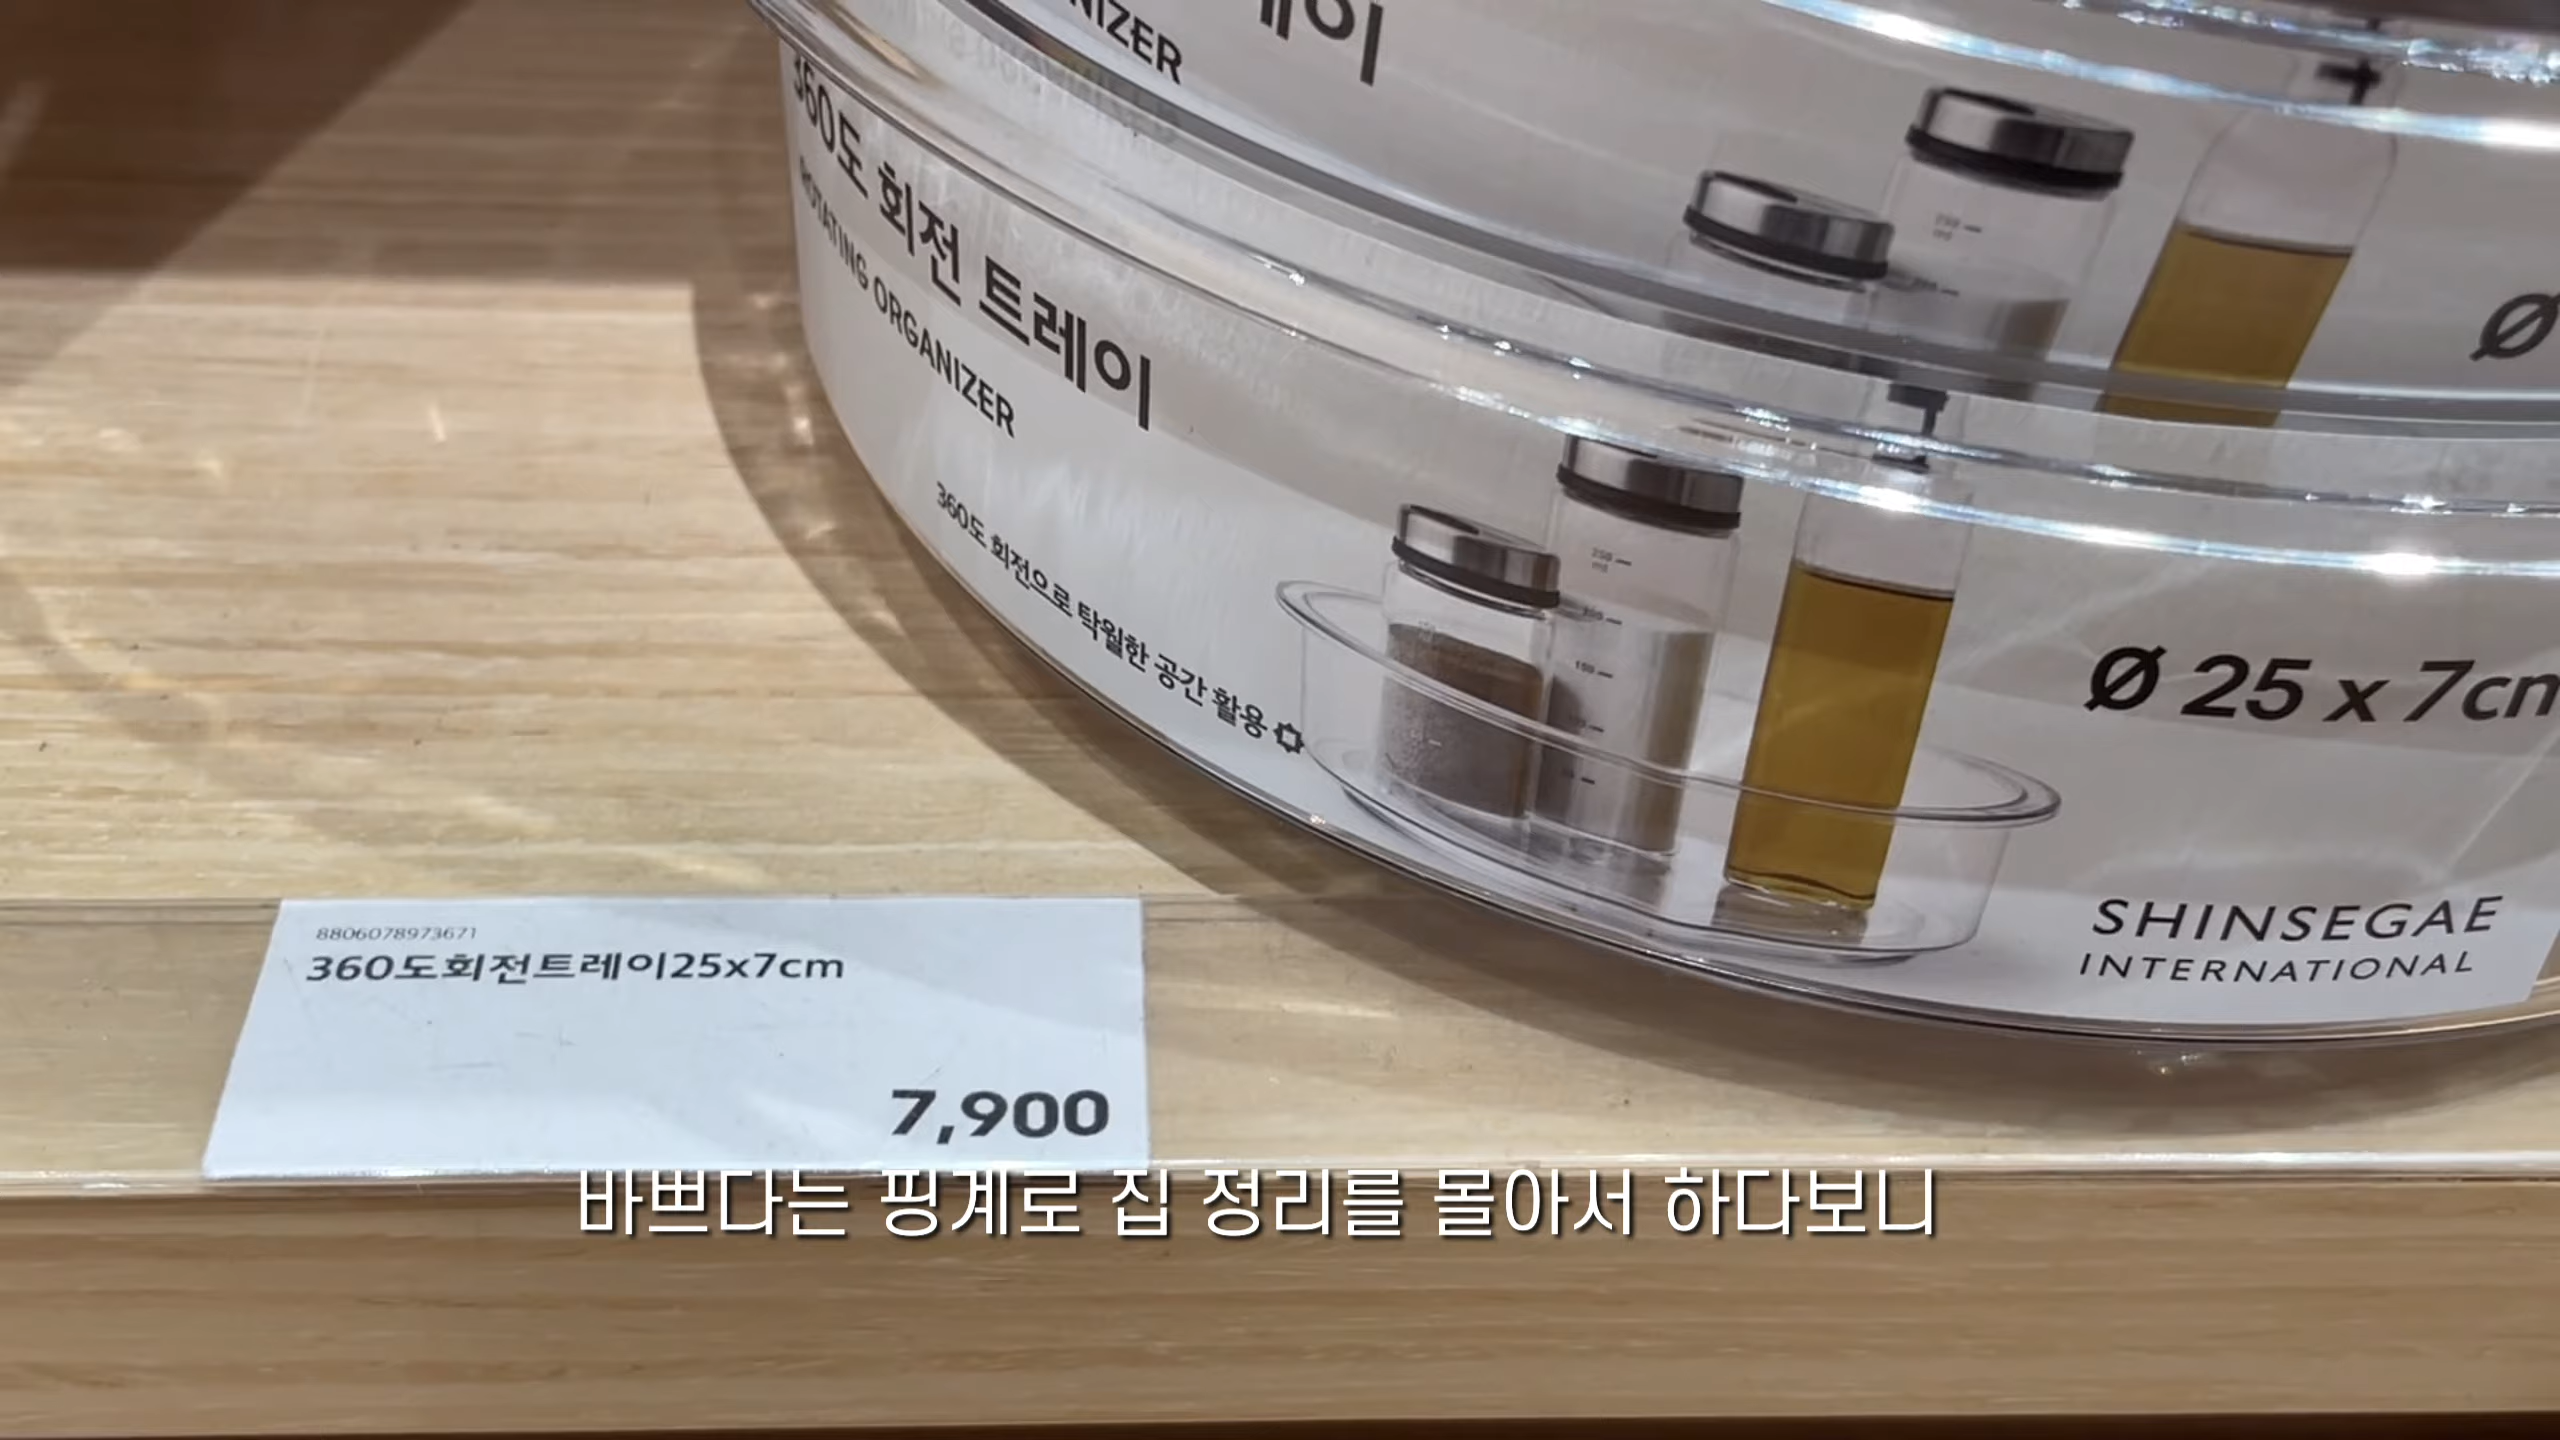 NIZER
레이
360도 회전 트레이
ROTATING ORGANIZER
360도 회전으로 탁월한 공간 활용
Ø
Ø 25 x 7cm
SHINSEGAE
INTERNATIONAL
8806078973671
360도회전트레이25x7cm
7,900
바쁘다는 핑계로 집 정리를 몰아서 하다보니